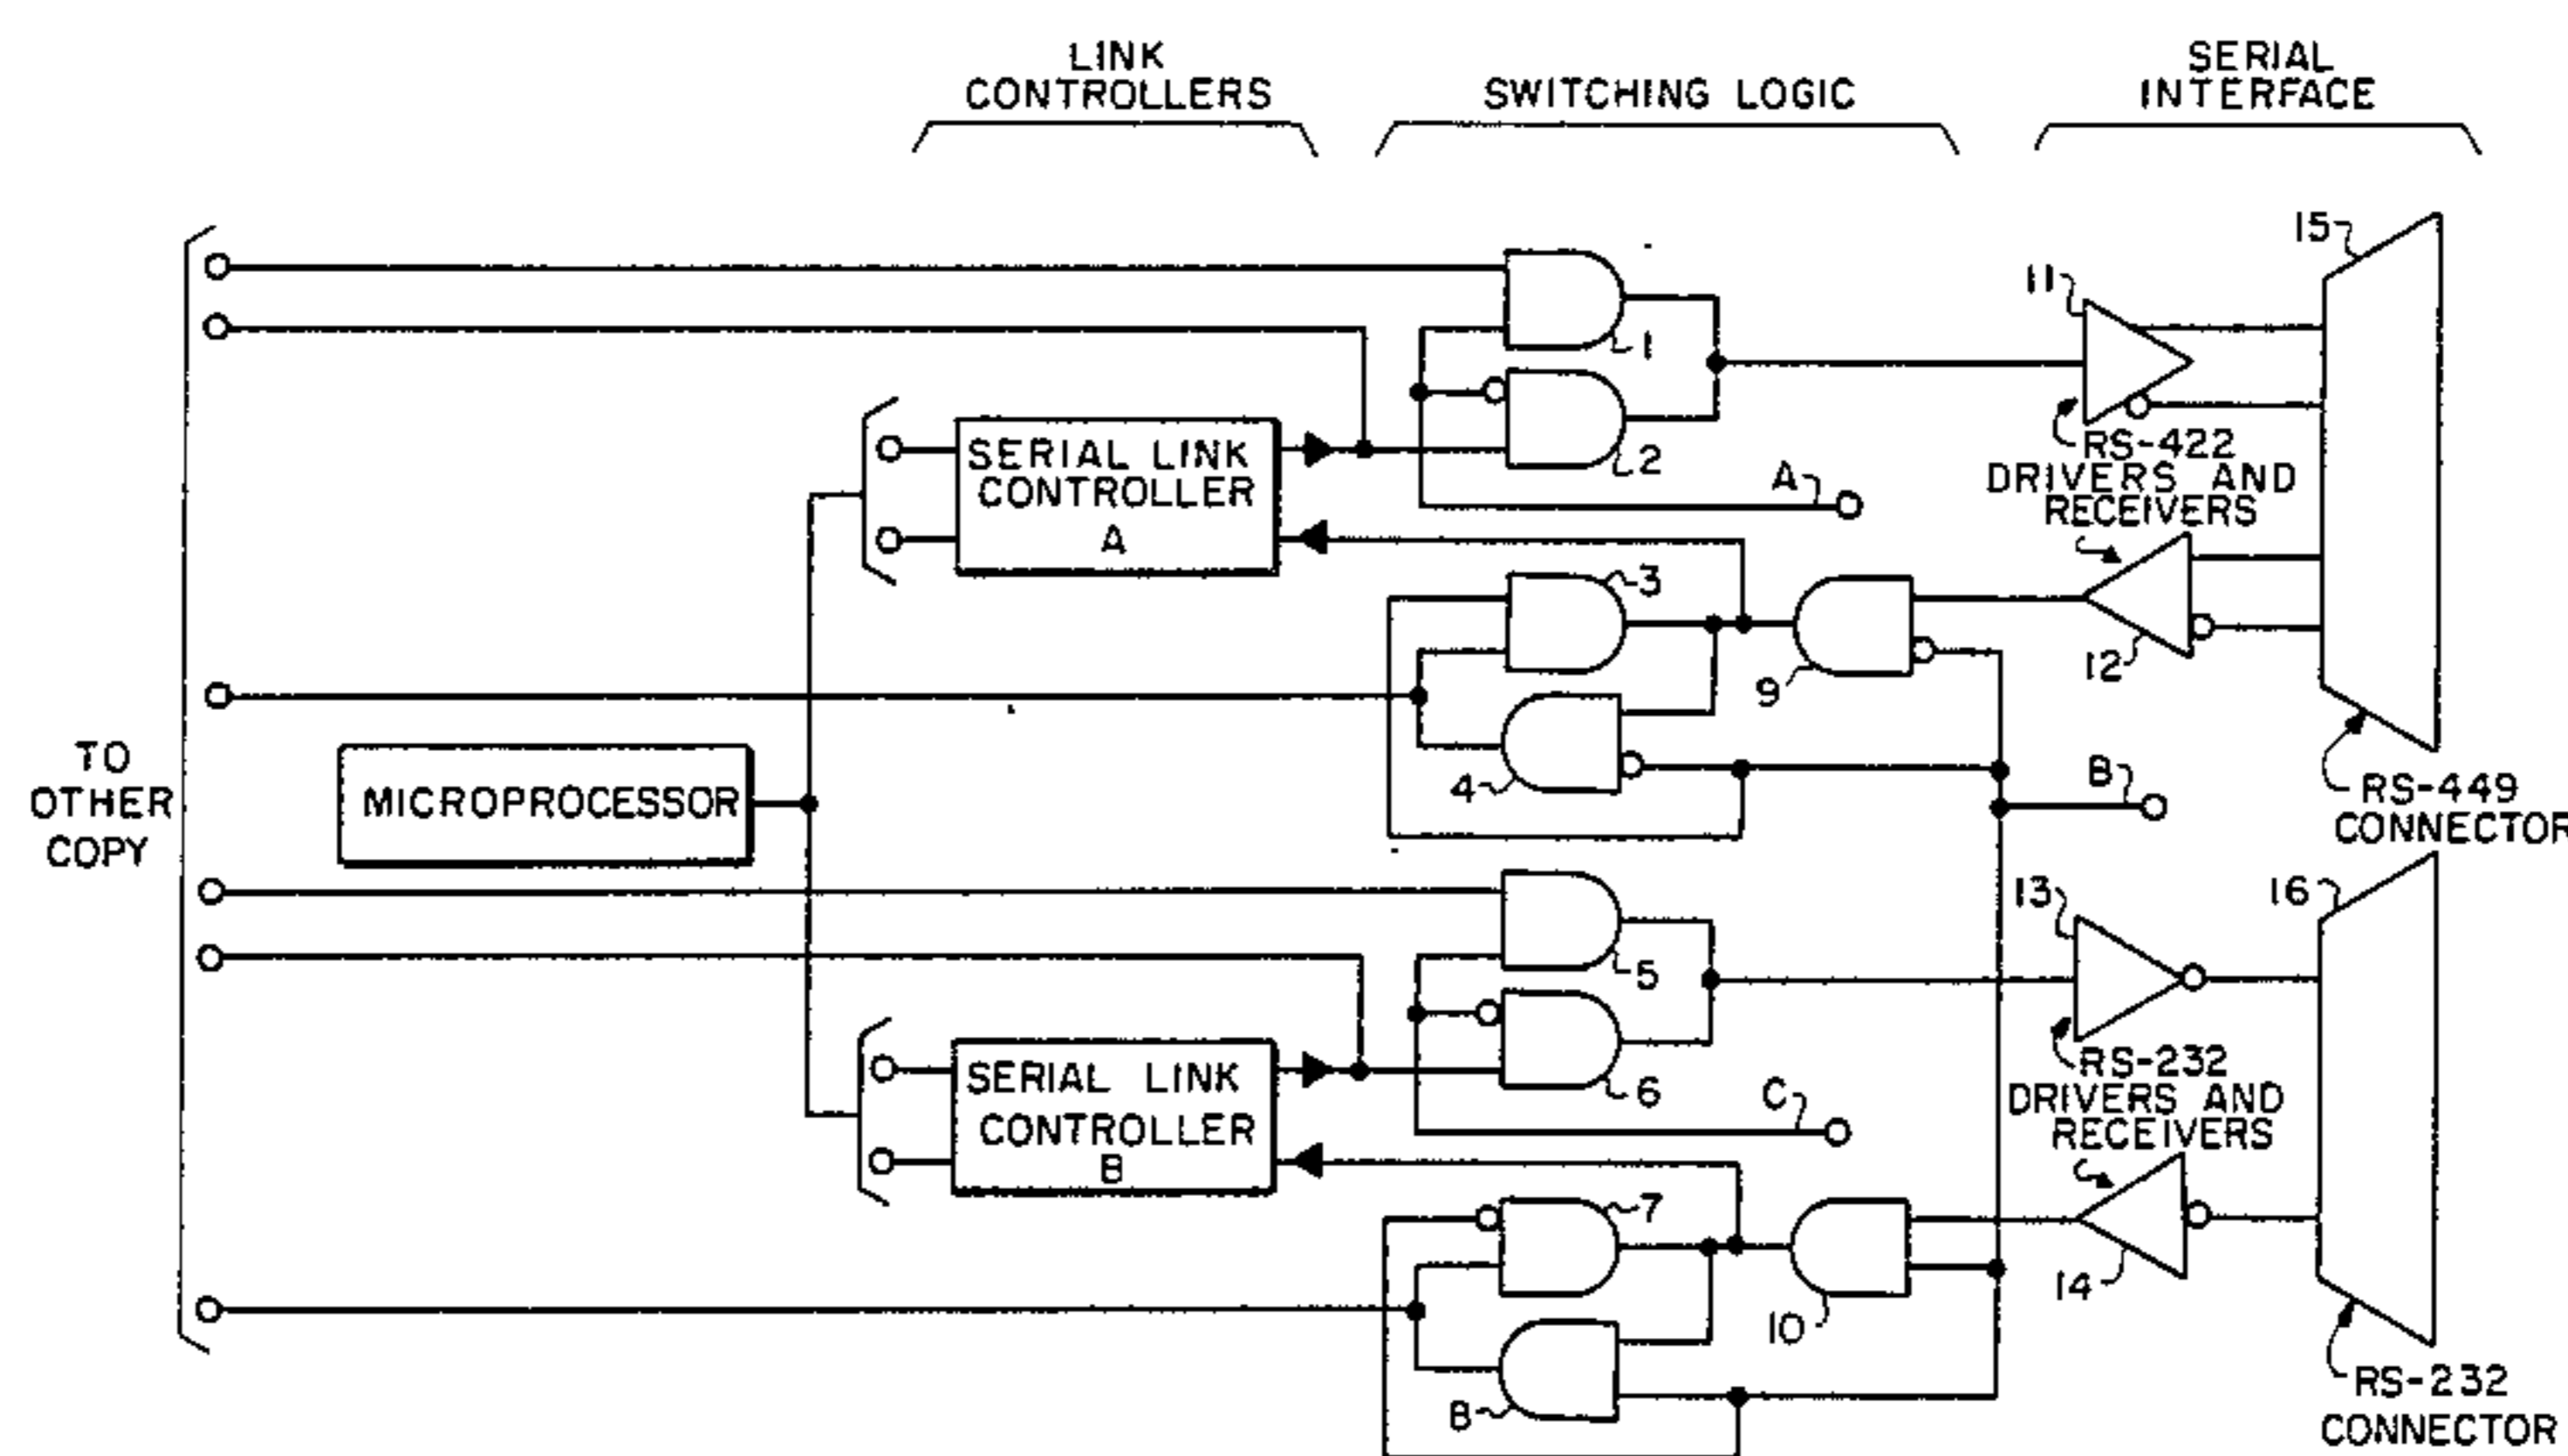 LINK
CONTROLLERS
SWITCHING LOGIC
SERIAL
INTERFACE
15
11
1
2
SERIAL LINK
CONTROLLER
A
A
RS-422
DRIVERS AND
RECEIVERS
3
9
12
4
B
RS-449
CONNECTOR
TO
OTHER
COPY
MICROPROCESSOR
13
16
5
6
SERIAL LINK
CONTROLLER
B
C
RS-232
DRIVERS AND
RECEIVERS
7
10
14
8
RS-232
CONNECTOR